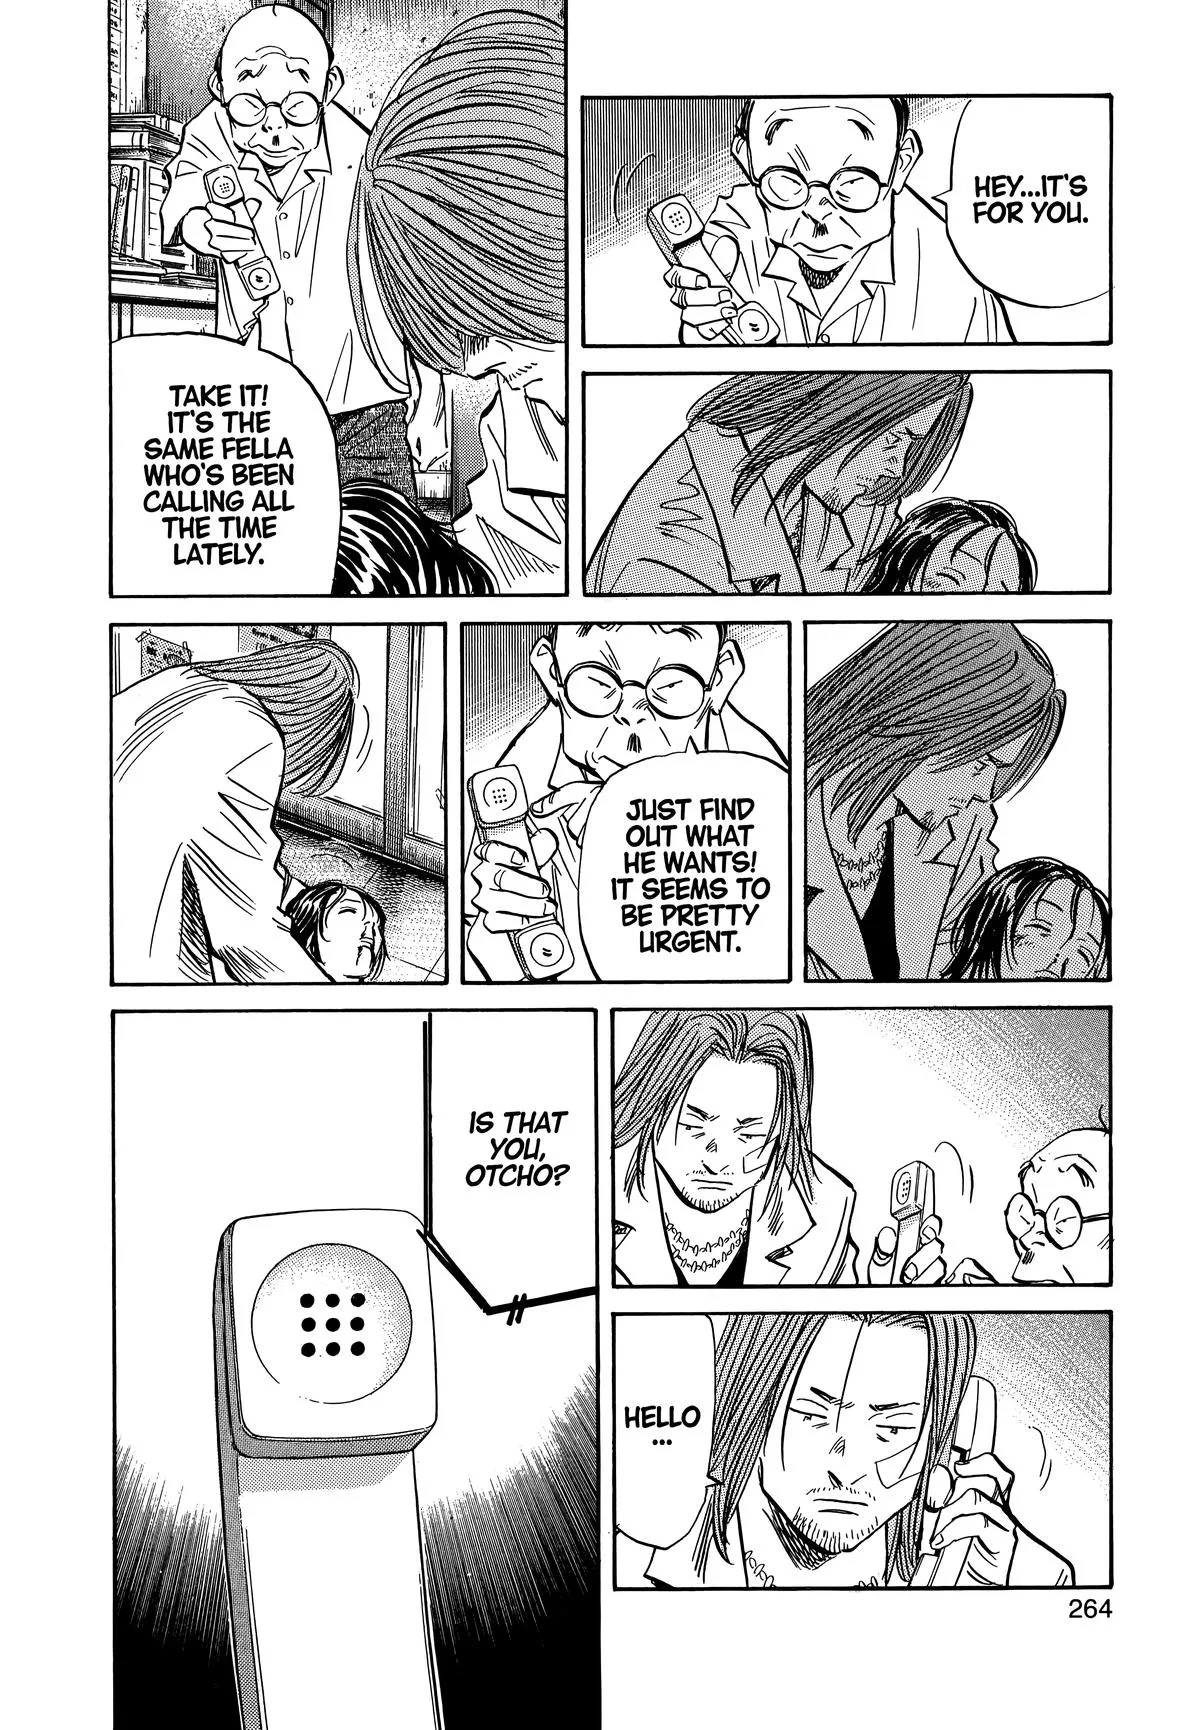 HEY...IT'S
FOR YOU.
TAKE IT!
IT'S THE
SAME FELLA
WHO'S BEEN
CALLING ALL
THE TIME
LATELY.
JUST FIND
OUT WHAT
HE WANTS!
IT SEEMS TO
BE PRETTY
URGENT.
HELLO
...
IS THAT
YOU,
OTCHO?
264